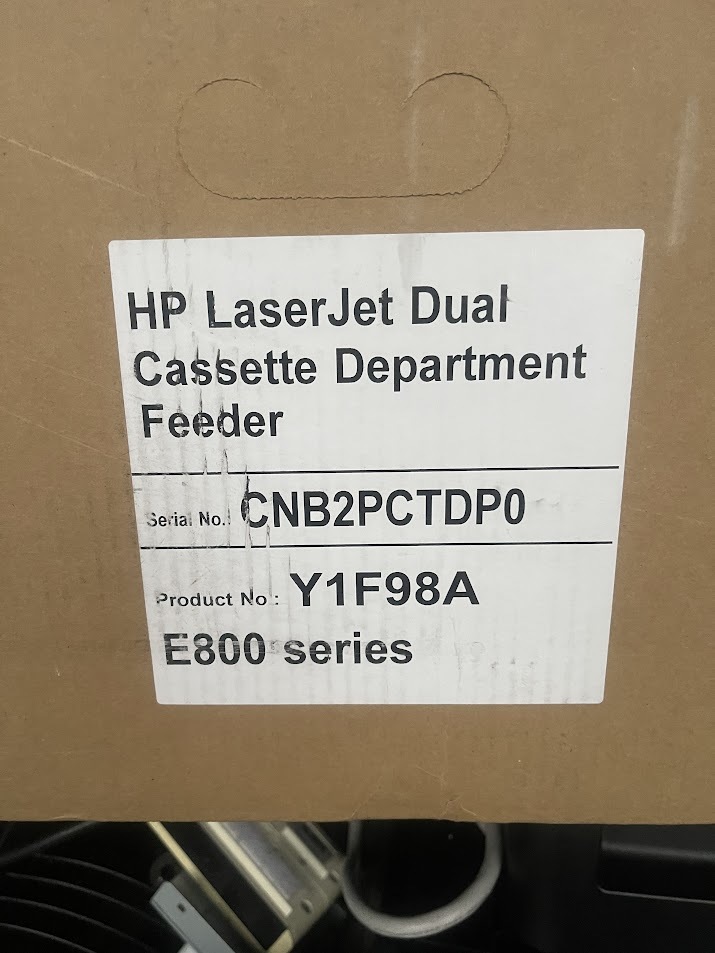 HP LaserJet Dual
Cassette Department
Feeder
Serial No.: CNB2PCTDP0
Product No : Y1F98A
E800 series